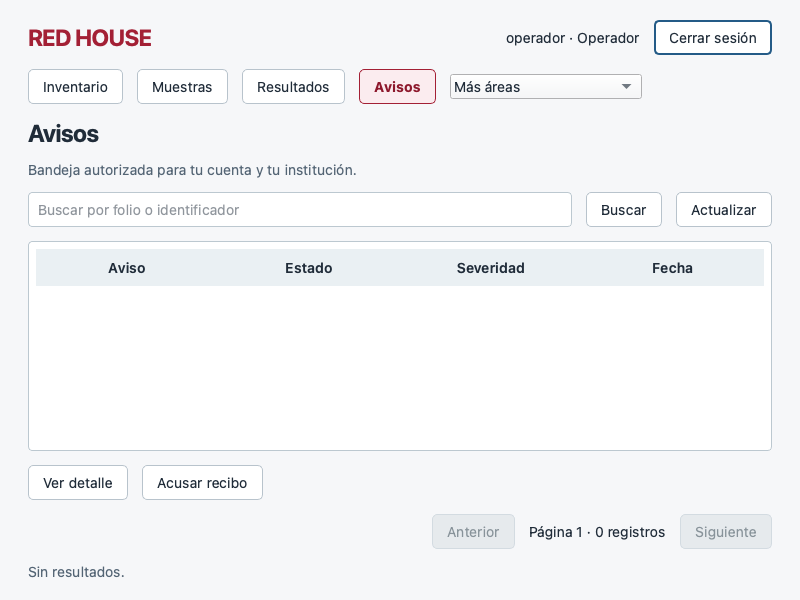 RED HOUSE
operador · Operador
Cerrar sesión
Inventario
Muestras
Resultados
Avisos
Más áreas
Avisos
Bandeja autorizada para tu cuenta y tu institución.
Buscar por folio o identificador
Buscar
Actualizar
Aviso
Estado
Severidad
Fecha
Ver detalle
Acusar recibo
Anterior
Página 1 · 0 registros
Siguiente
Sin resultados.